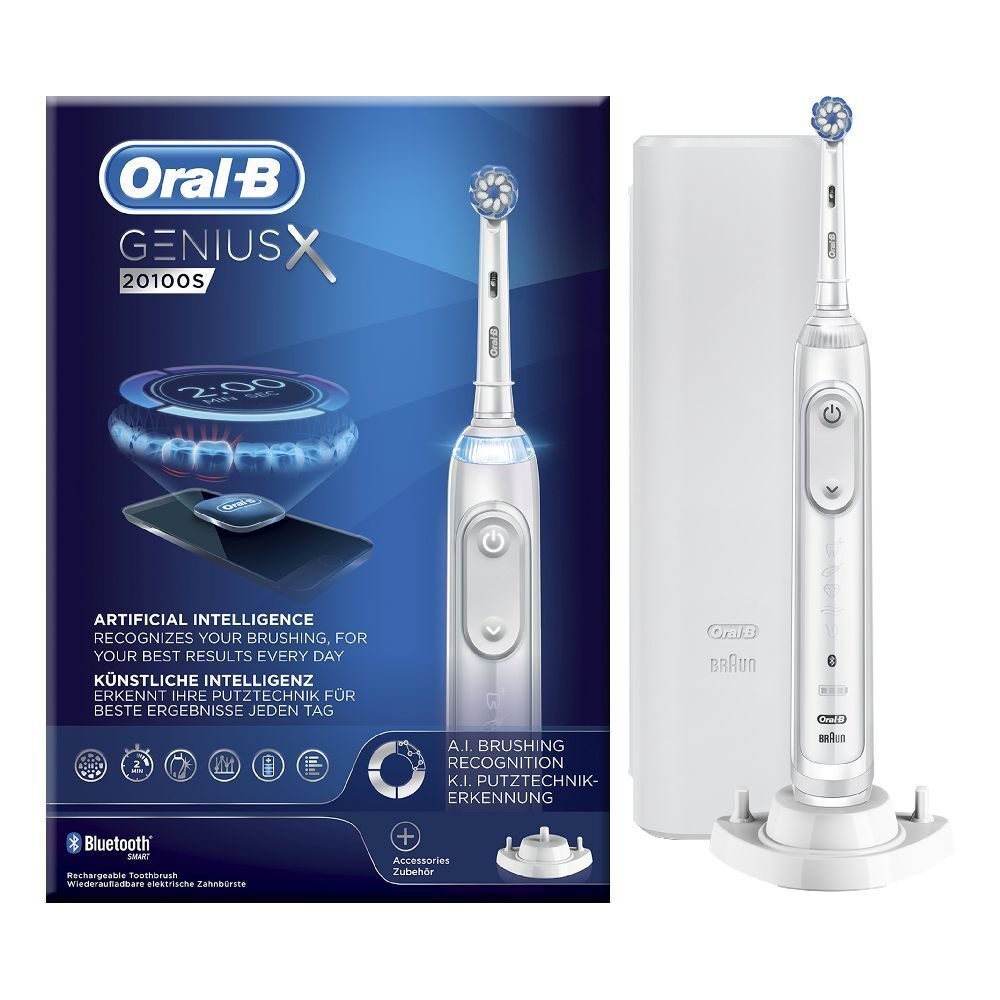 Oral-B
GENIUS X
20100S
2:00
MIN SEC
Oral-B
Oral-B
ARTIFICIAL INTELLIGENCE
RECOGNIZES YOUR BRUSHING, FOR
YOUR BEST RESULTS EVERY DAY
KÜNSTLICHE INTELLIGENZ
ERKENNT IHRE PUTZTECHNIK FÜR
BESTE ERGEBNISSE JEDEN TAG
2
MIN
A.I. BRUSHING
RECOGNITION
K.I. PUTZTECHNIK-
ERKENNUNG
Bluetooth®
SMART
Accessories
Zubehör
Rechargeable Toothbrush
Wiederaufladbare elektrische Zahnbürste
Oral-B
BRAUN
Oral-B
Oral-B
BRAUN